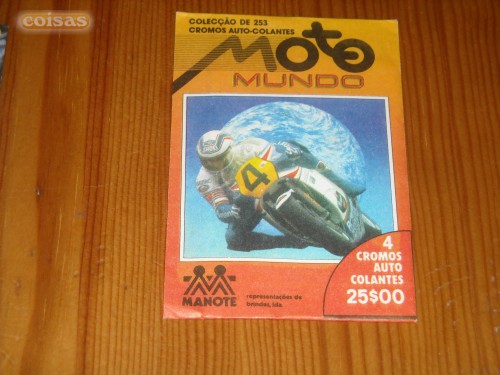 coisas
COLECÇÃO DE 253
CROMOS AUTO-COLANTES
MOTO
MUNDO
4
4
CROMOS
AUTO
COLANTES
25$00
MANOTE
representações de
brindes, lda